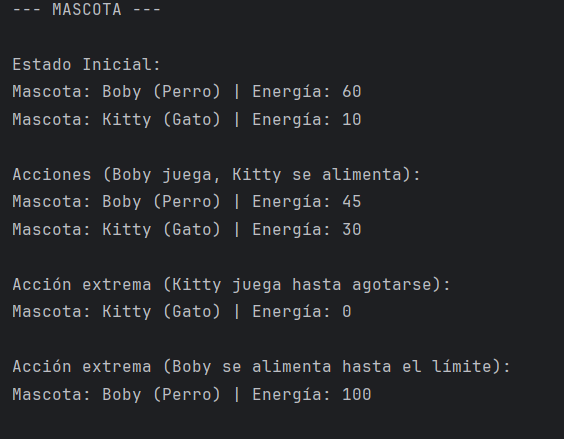 --- MASCOTA ---
Estado Inicial:
Mascota: Boby (Perro) | Energía: 60
Mascota: Kitty (Gato) | Energía: 10
Acciones (Boby juega, Kitty se alimenta):
Mascota: Boby (Perro) | Energía: 45
Mascota: Kitty (Gato) | Energía: 30
Acción extrema (Kitty juega hasta agotarse):
Mascota: Kitty (Gato) | Energía: 0
Acción extrema (Boby se alimenta hasta el límite):
Mascota: Boby (Perro) | Energía: 100